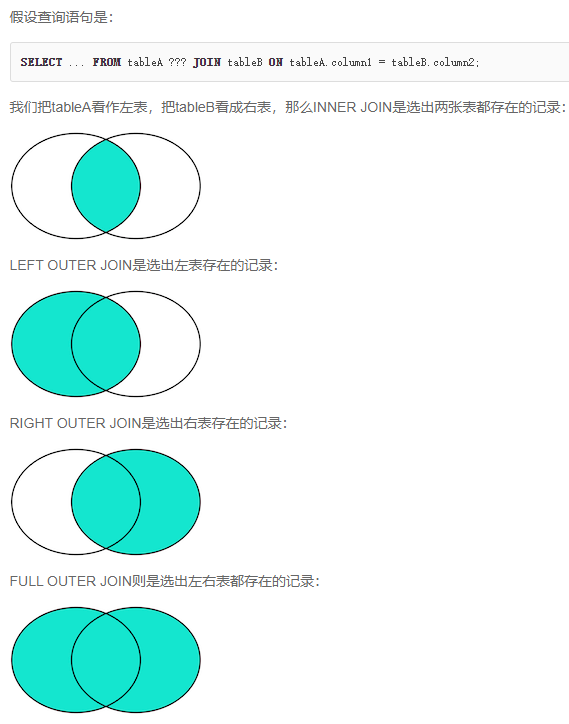 假设查询语句是：
SELECT ... FROM tableA ??? JOIN tableB ON tableA.column1 = tableB.column2;
我们把tableA看作左表，把tableB看成右表，那么INNER JOIN是选出两张表都存在的记录：
LEFT OUTER JOIN是选出左表存在的记录：
RIGHT OUTER JOIN是选出右表存在的记录：
FULL OUTER JOIN则是选出左右表都存在的记录：